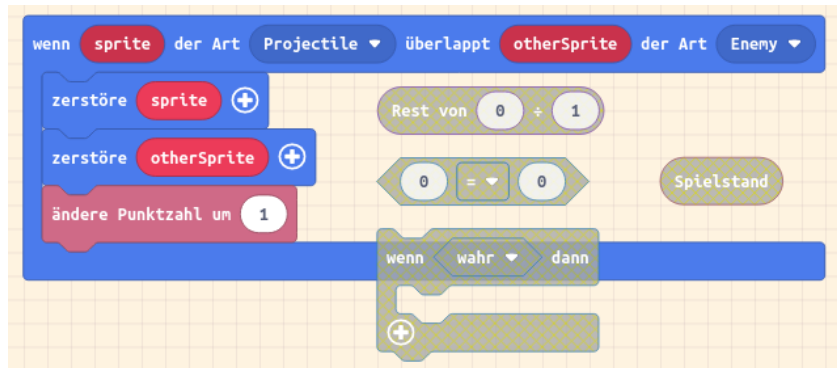 wenn sprite der Art Projectile überlappt otherSprite der Art Enemy
zerstöre sprite
Rest von 0 ÷ 1
zerstöre otherSprite
0 = 0
Spielstand
ändere Punktzahl um 1
wenn wahr dann